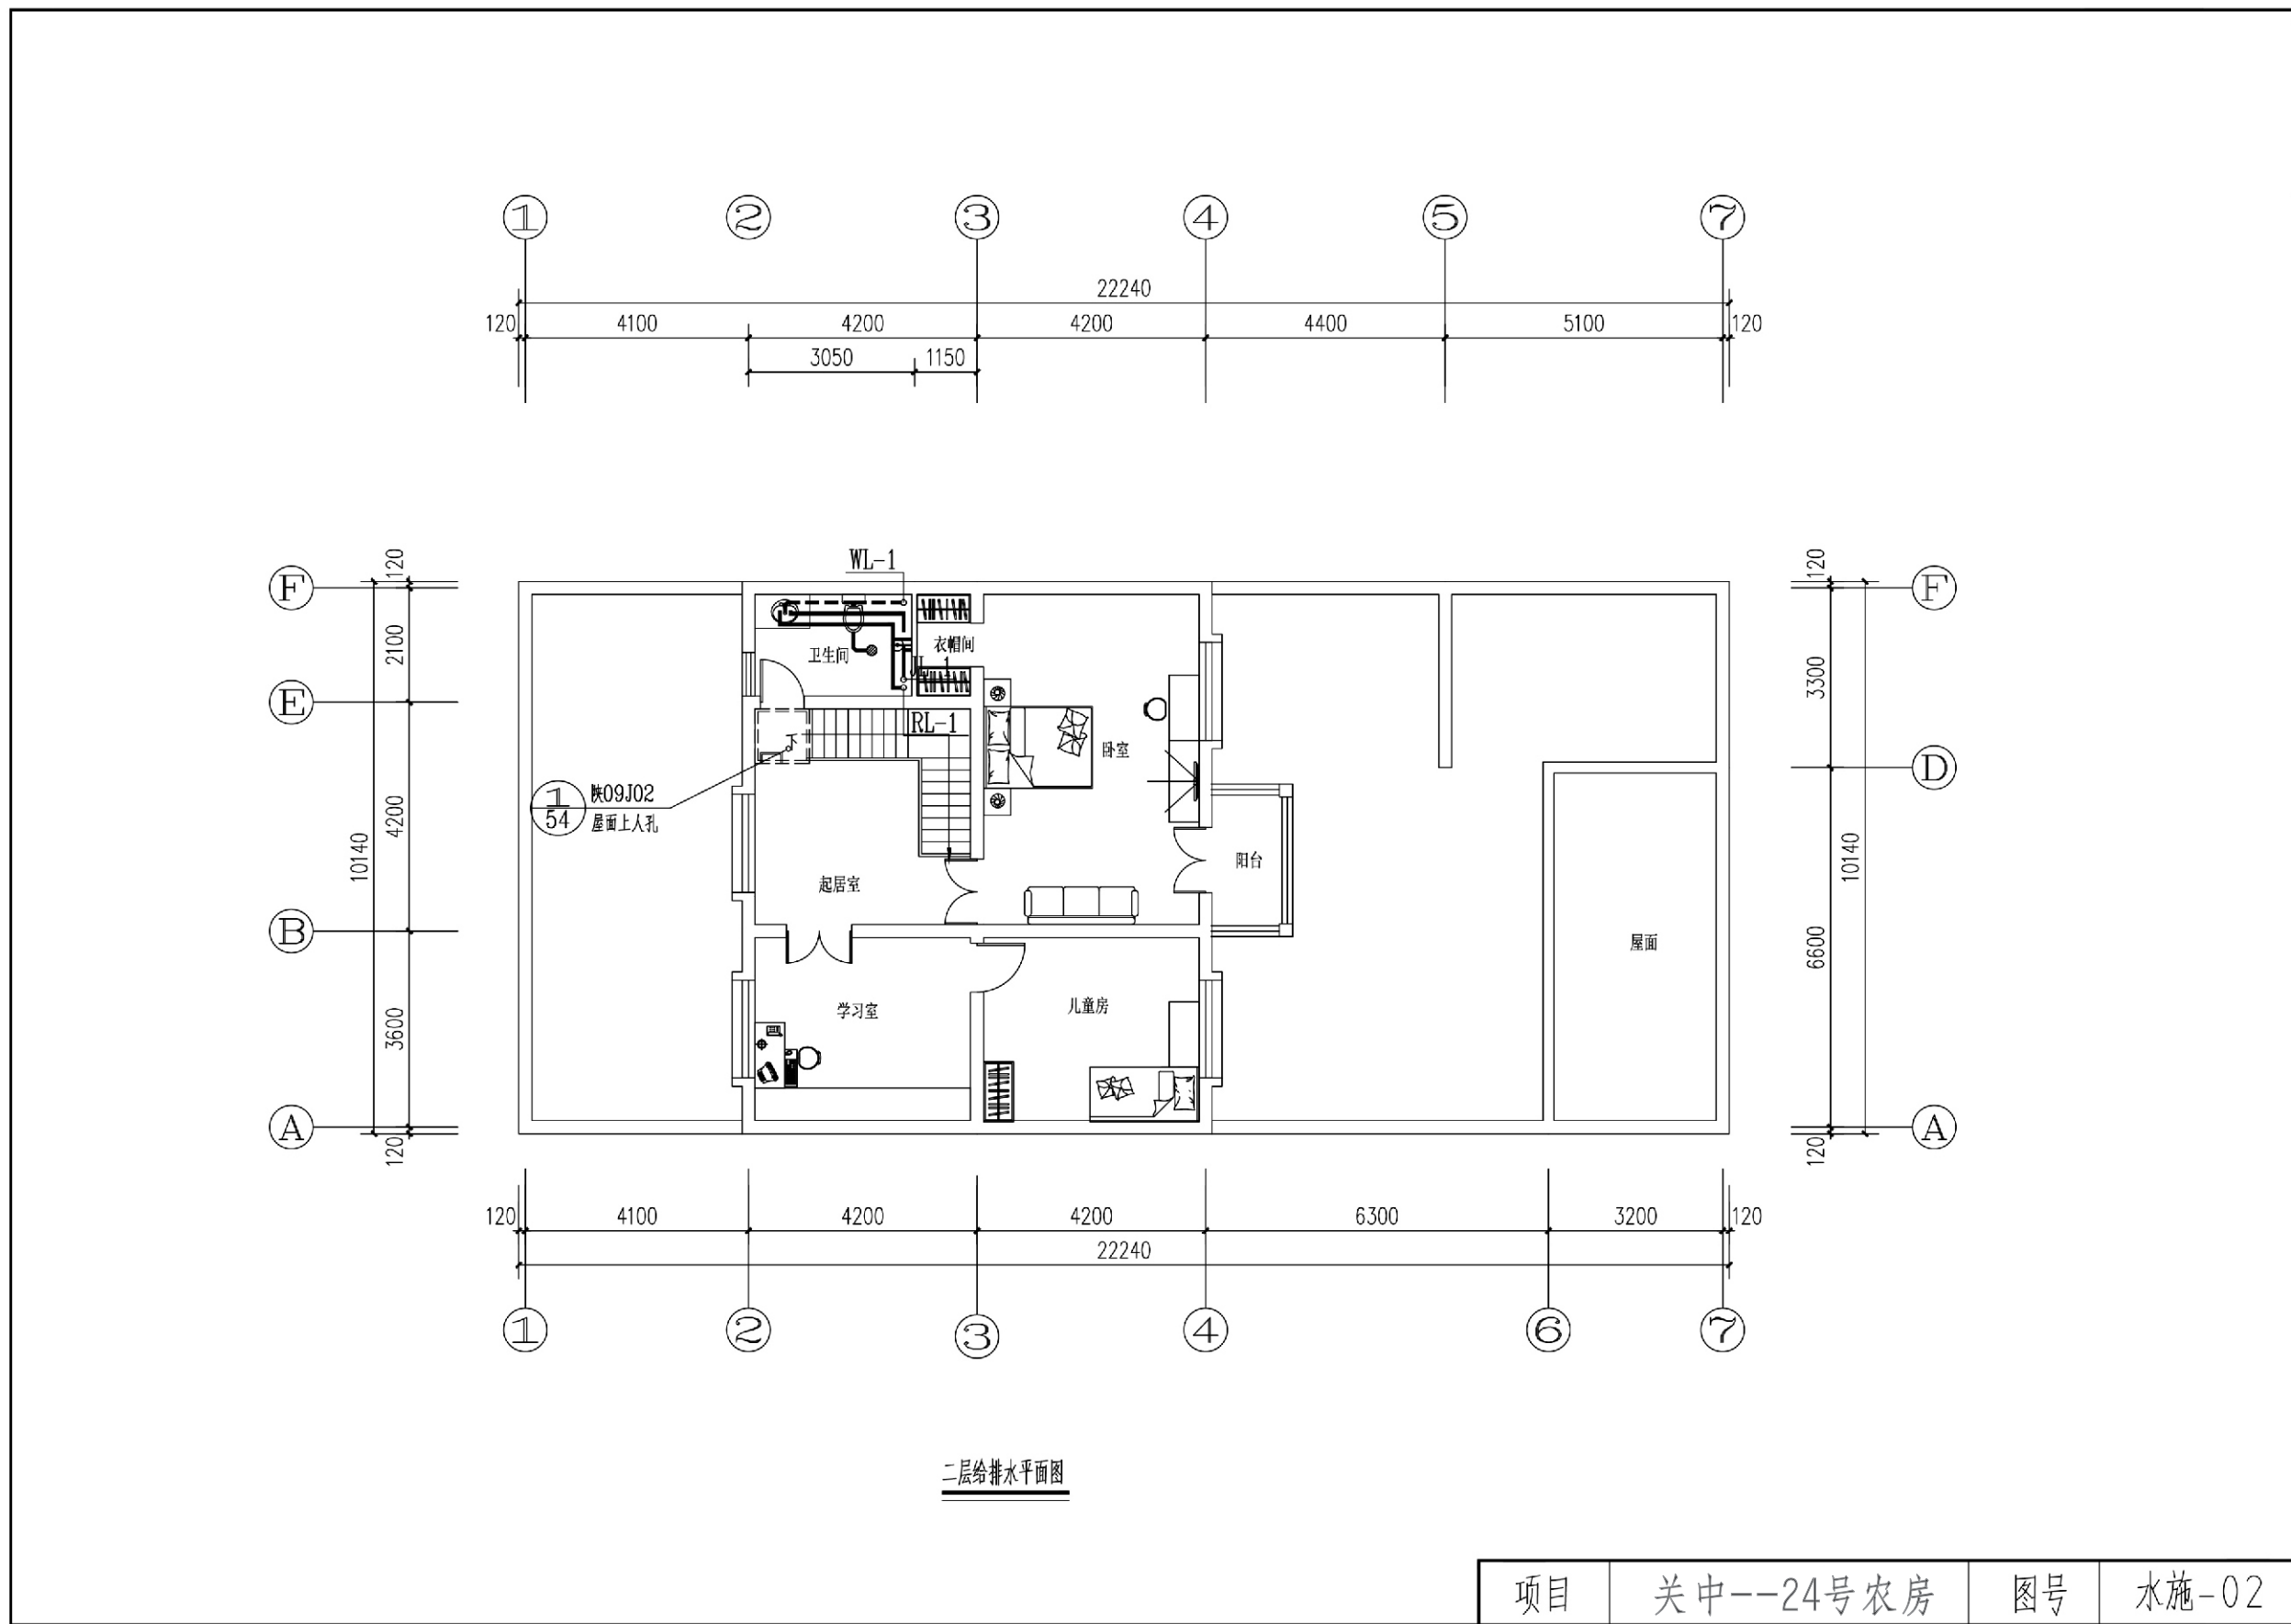 1 2 3 4 5 7
22240
120 4100 4200 4200 4400 5100 120
3050 1150
WL-1
F 120 120 F
2100
卫生间 衣帽间
3300
E
RL-1
下
卧室
D
1
54
陕09J02
屋面上人孔
4200
10140
阳台
10140
起居室
B
屋面
6600
3600
学习室 儿童房
A 120 120 A
120 4100 4200 4200 6300 3200 120
22240
1 2 3 4 6 7
二层给排水平面图
项目 关中--24号农房 图号 水施-02